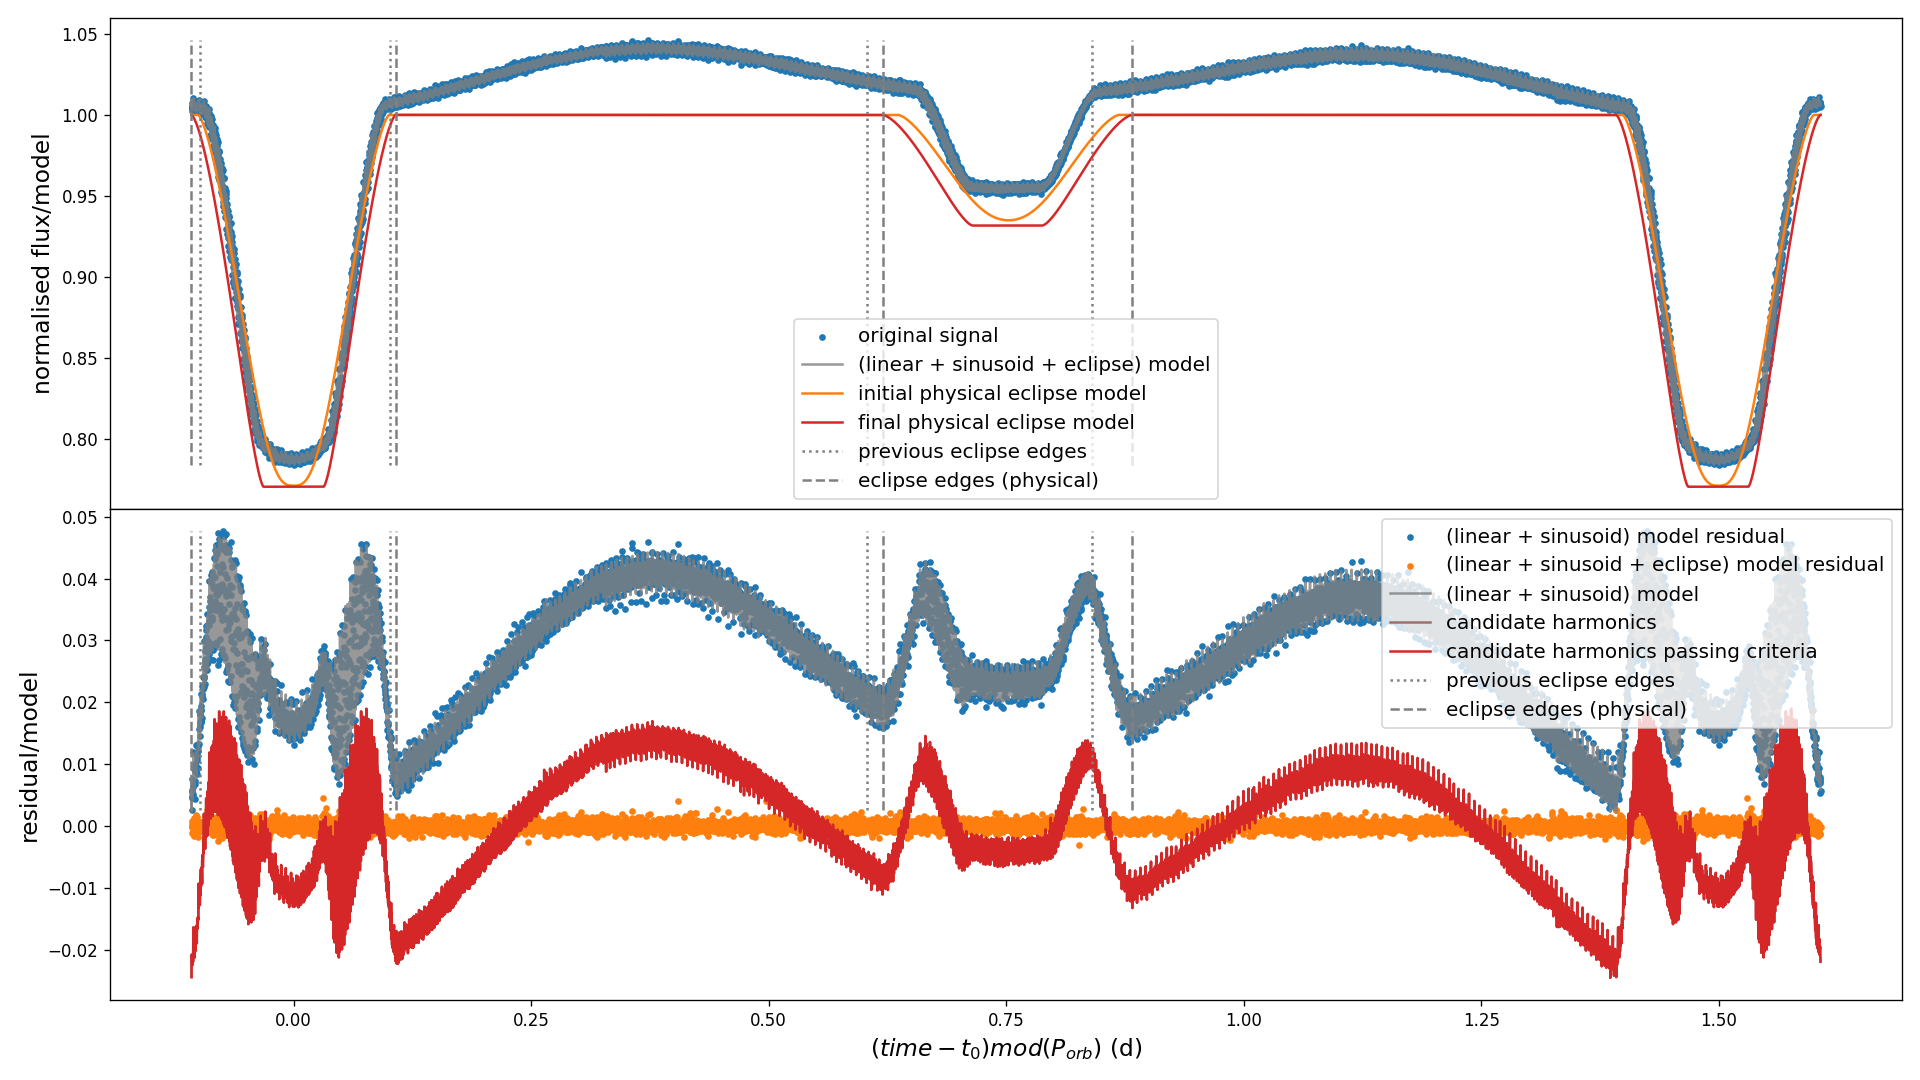 normalised flux/model
1.05
1.00
0.95
0.90
0.85
0.80
original signal
(linear + sinusoid + eclipse) model
initial physical eclipse model
final physical eclipse model
previous eclipse edges
eclipse edges (physical)
residual/model
0.05
0.04
0.03
0.02
0.01
0.00
−0.01
−0.02
(linear + sinusoid) model residual
(linear + sinusoid + eclipse) model residual
(linear + sinusoid) model
candidate harmonics
candidate harmonics passing criteria
previous eclipse edges
eclipse edges (physical)
0.00 0.25 0.50 0.75 1.00 1.25 1.50
(time − t₀)mod(P_orb) (d)